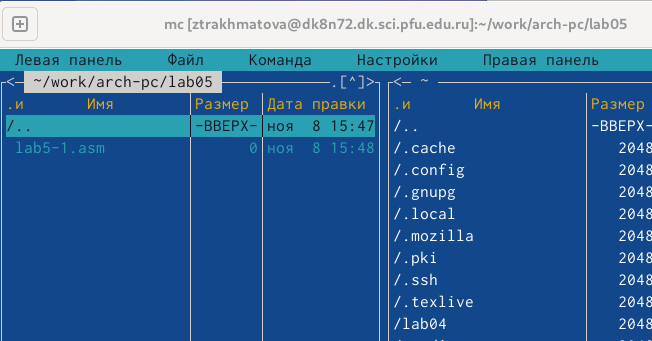 mc [ztrakhmatova@dk8n72.dk.sci.pfu.edu.ru]:~/work/arch-pc/lab05
Левая панель Файл Команда Настройки Правая панель
<— ~/work/arch-pc/lab05 .[^]>
.и Имя Размер Дата правки
/.. -ВВЕРХ- ноя 8 15:47
lab5-1.asm 0 ноя 8 15:48
<— ~
.и Имя Размер
/.. -ВВЕРХ-
/.cache 2048
/.config 2048
/.gnupg 2048
/.local 2048
/.mozilla 2048
/.pki 2048
/.ssh 2048
/.texlive 2048
/lab04 2048